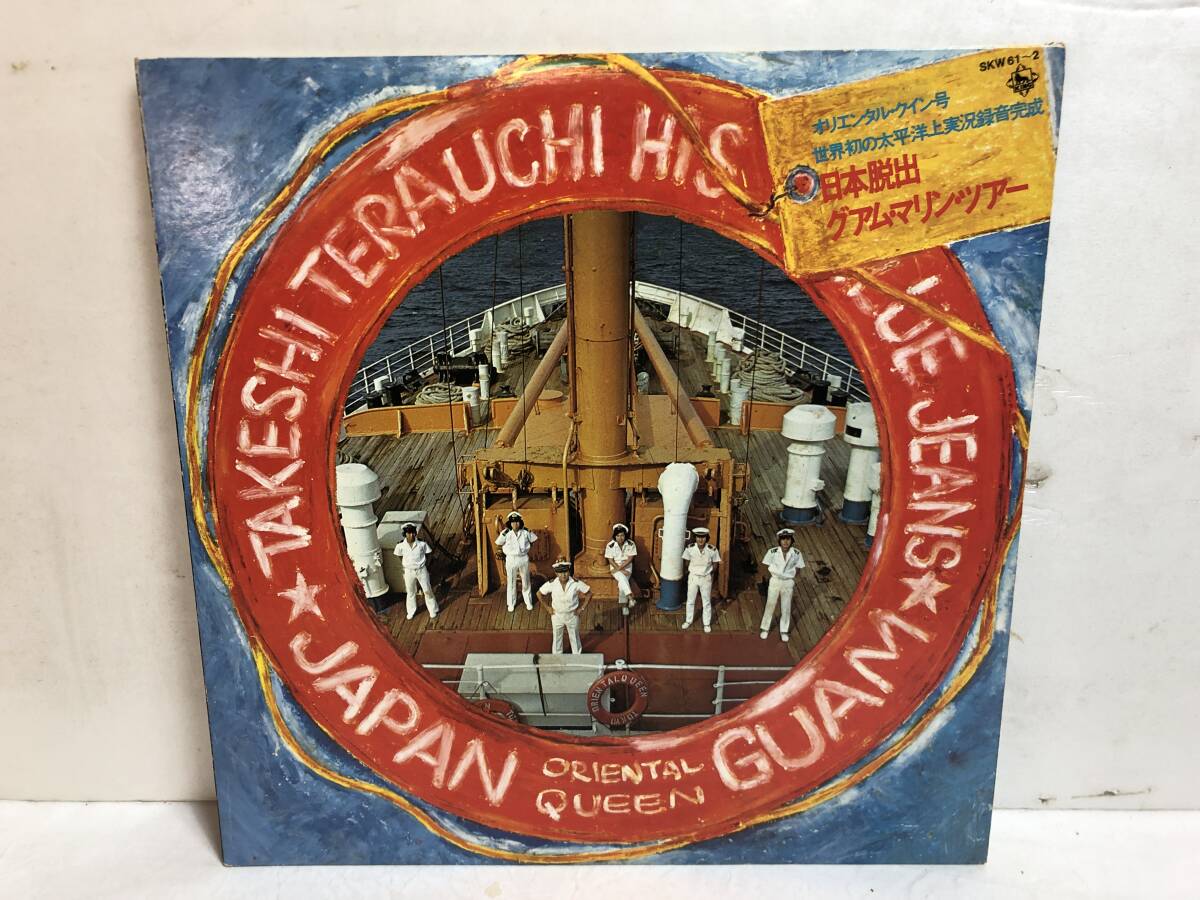 SKW 61~2
オリエンタル・クイン号
世界初の太平洋上実況録音完成
日本脱出
グアム・マリン・ツアー
★ TAKESHI TERAUCHI HIS LUE JEANS ★
JAPAN
ORIENTAL
QUEEN
GUAM
ORIENTAL QUEEN